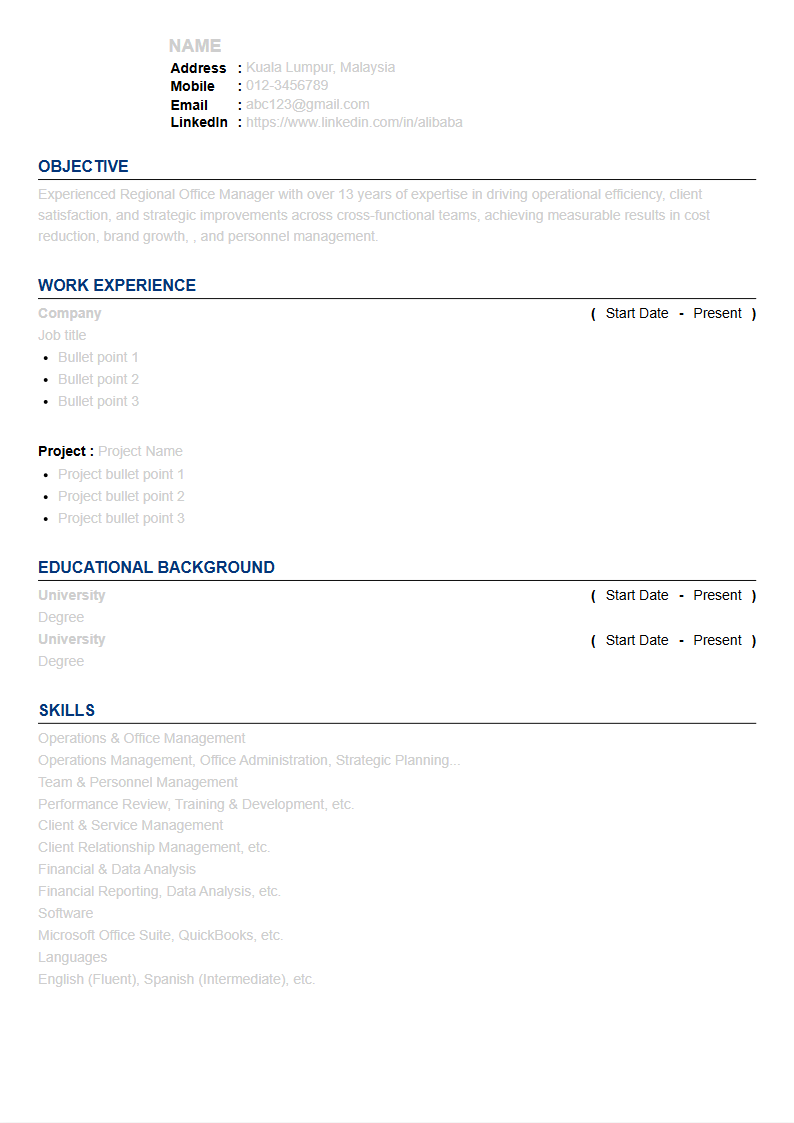 NAME
Address : Kuala Lumpur, Malaysia
Mobile : 012-3456789
Email : abc123@gmail.com
LinkedIn : https://www.linkedin.com/in/alibaba
OBJECTIVE
Experienced Regional Office Manager with over 13 years of expertise in driving operational efficiency, client
satisfaction, and strategic improvements across cross-functional teams, achieving measurable results in cost
reduction, brand growth, , and personnel management.
WORK EXPERIENCE
Company ( Start Date - Present )
Job title
• Bullet point 1
• Bullet point 2
• Bullet point 3
Project : Project Name
• Project bullet point 1
• Project bullet point 2
• Project bullet point 3
EDUCATIONAL BACKGROUND
University ( Start Date - Present )
Degree
University ( Start Date - Present )
Degree
SKILLS
Operations & Office Management
Operations Management, Office Administration, Strategic Planning...
Team & Personnel Management
Performance Review, Training & Development, etc.
Client & Service Management
Client Relationship Management, etc.
Financial & Data Analysis
Financial Reporting, Data Analysis, etc.
Software
Microsoft Office Suite, QuickBooks, etc.
Languages
English (Fluent), Spanish (Intermediate), etc.